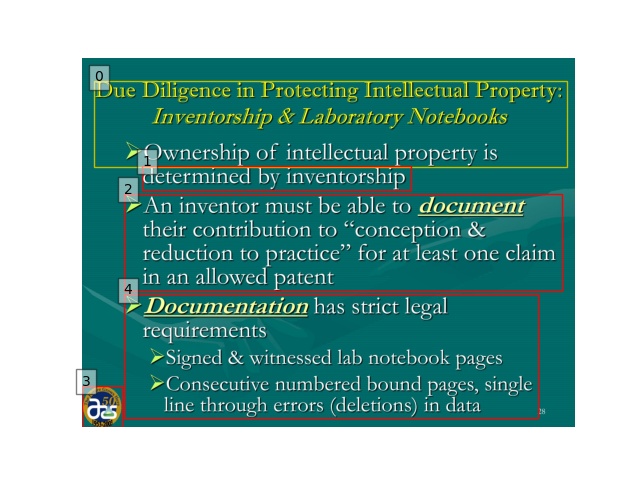 0
Due Diligence in Protecting Intellectual Property:
Inventorship & Laboratory Notebooks
Ownership of intellectual property is
1
determined by inventorship
2
An inventor must be able to document
their contribution to “conception &
reduction to practice” for at least one claim
in an allowed patent
4
Documentation has strict legal
requirements
Signed & witnessed lab notebook pages
3
Consecutive numbered bound pages, single
line through errors (deletions) in data
28
50